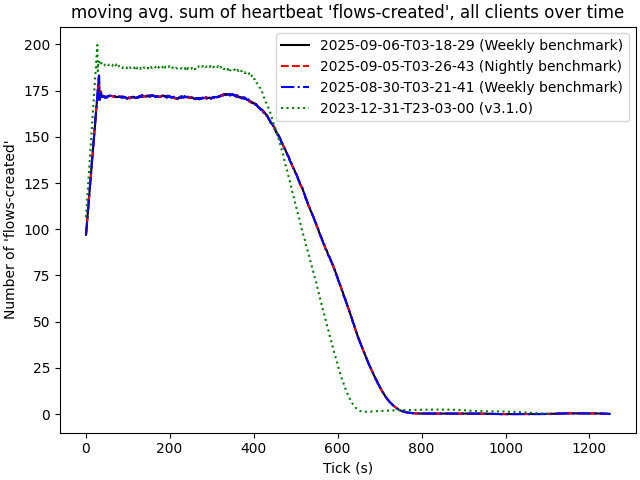 moving avg. sum of heartbeat 'flows-created', all clients over time
2025-09-06-T03-18-29 (Weekly benchmark)
2025-09-05-T03-26-43 (Nightly benchmark)
2025-08-30-T03-21-41 (Weekly benchmark)
2023-12-31-T23-03-00 (v3.1.0)
Number of 'flows-created'
200
175
150
125
100
75
50
25
0
0 200 400 600 800 1000 1200
Tick (s)